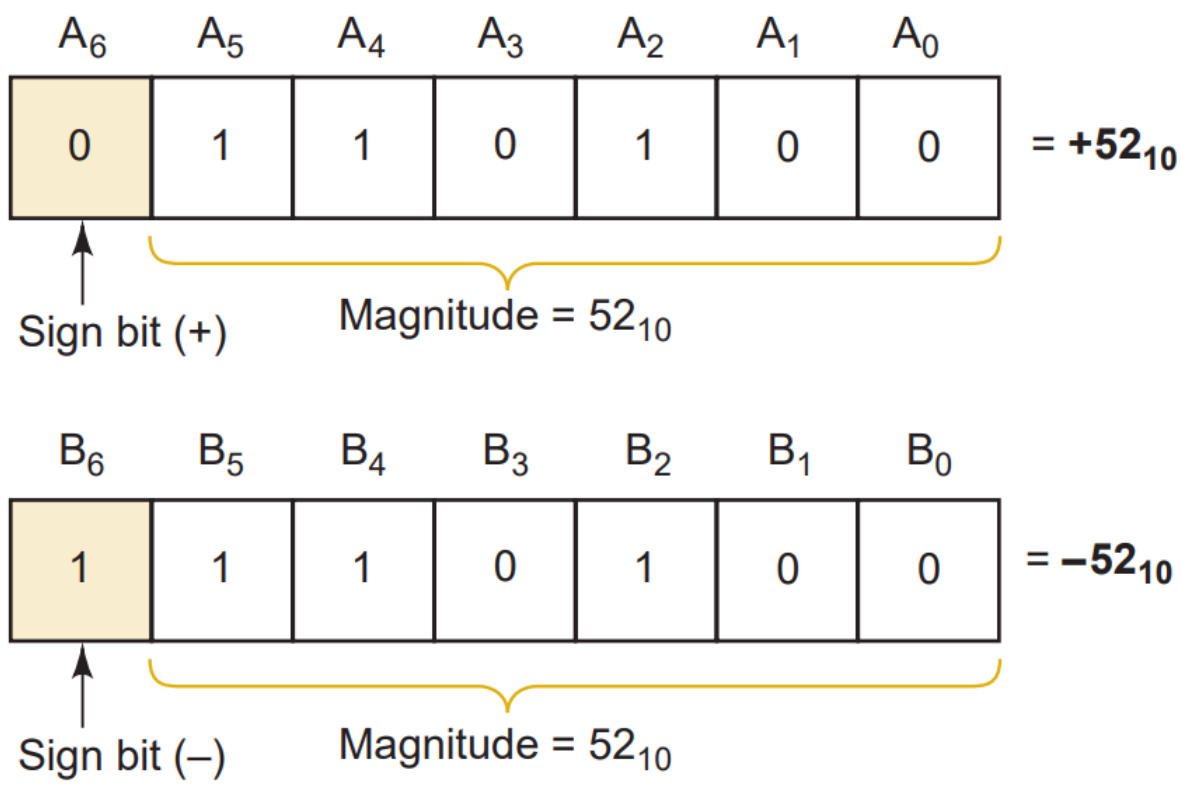 A₆ A₅ A₄ A₃ A₂ A₁ A₀
0 1 1 0 1 0 0 = +52₁₀
Sign bit (+) Magnitude = 52₁₀
B₆ B₅ B₄ B₃ B₂ B₁ B₀
1 1 1 0 1 0 0 = –52₁₀
Sign bit (–) Magnitude = 52₁₀